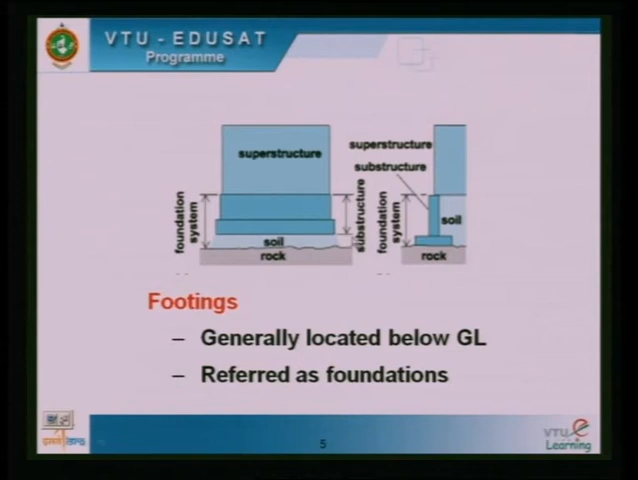 VTU - EDUSAT
Programme
superstructure
superstructure
substructure
foundation system
substructure
foundation system
soil
soil
rock
rock
Footings
– Generally located below GL
– Referred as foundations
5
VTU e
Learning